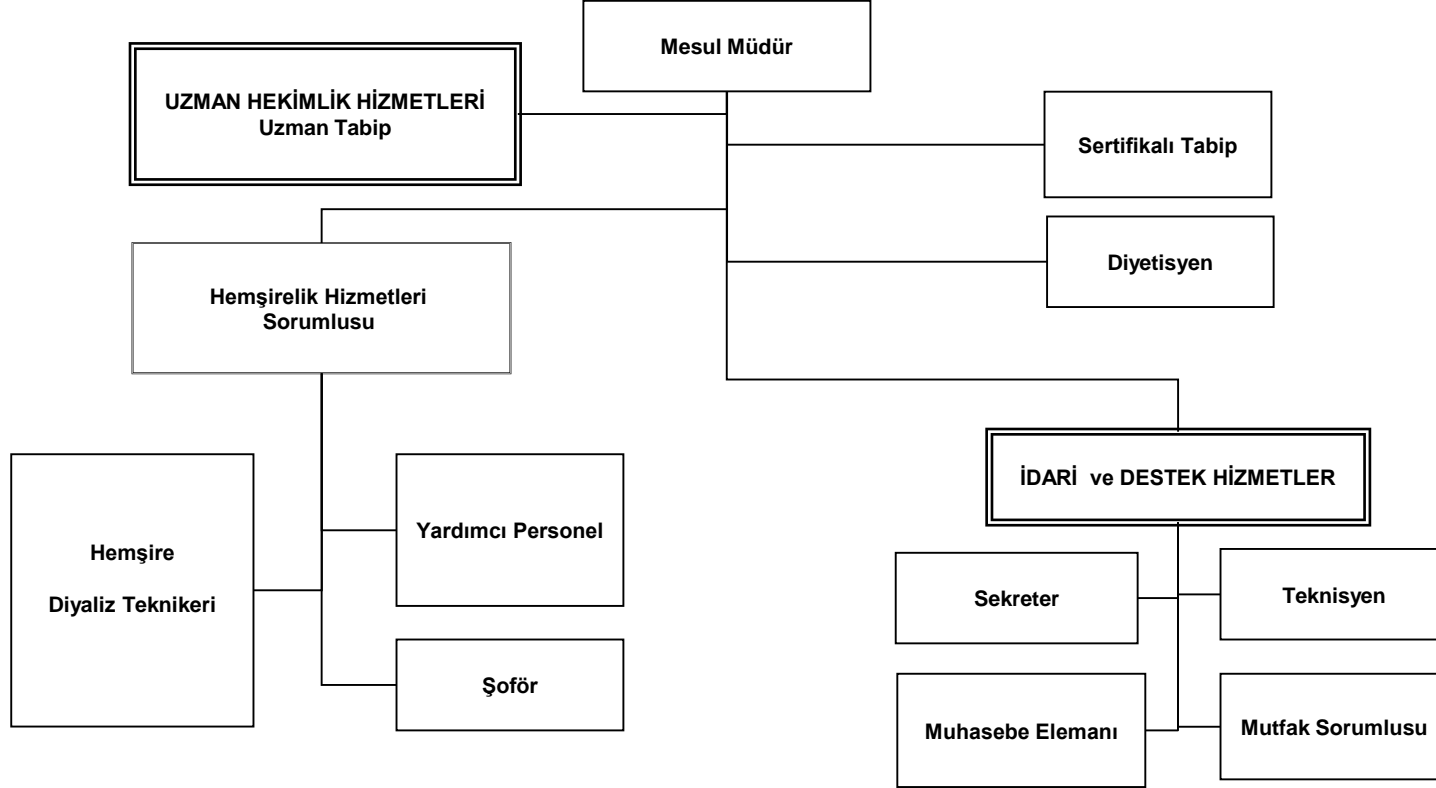 Mesul Müdür
UZMAN HEKİMLİK HİZMETLERİ
Uzman Tabip
Sertifikalı Tabip
Diyetisyen
Hemşirelik Hizmetleri
Sorumlusu
İDARİ ve DESTEK HİZMETLER
Hemşire
Diyaliz Teknikeri
Yardımcı Personel
Şoför
Sekreter
Teknisyen
Muhasebe Elemanı
Mutfak Sorumlusu